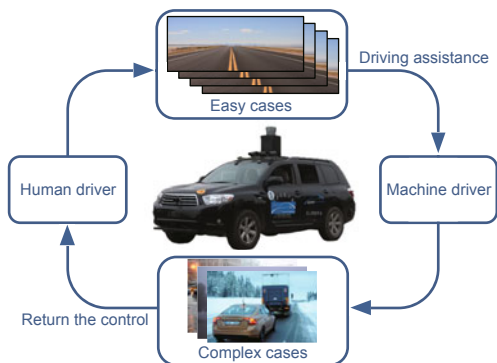 Driving assistance
Easy cases
Human driver
Machine driver
Return the control
Complex cases